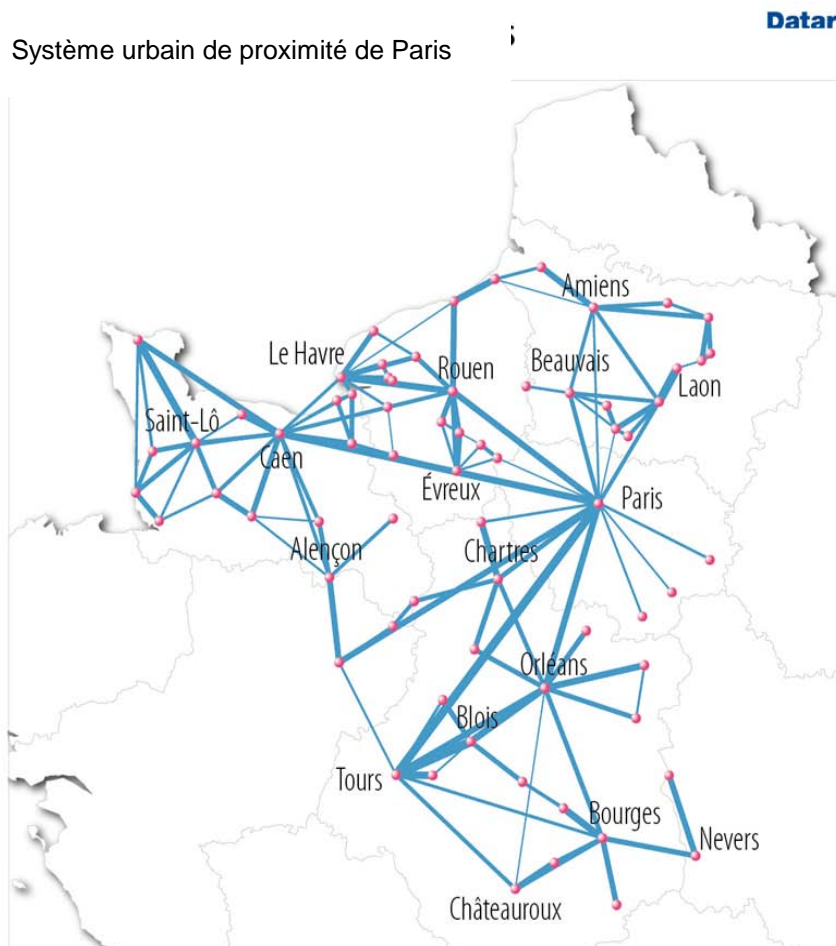 Datar
Système urbain de proximité de Paris
Amiens
Le Havre
Beauvais
Rouen
Laon
Saint-Lô
Caen
Évreux
Paris
Alençon
Chartres
Orléans
Blois
Tours
Bourges
Nevers
Châteauroux